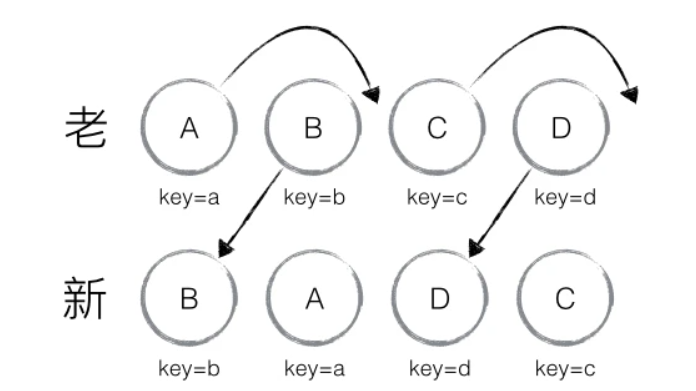 老 A B C D
key=a key=b key=c key=d
新 B A D C
key=b key=a key=d key=c